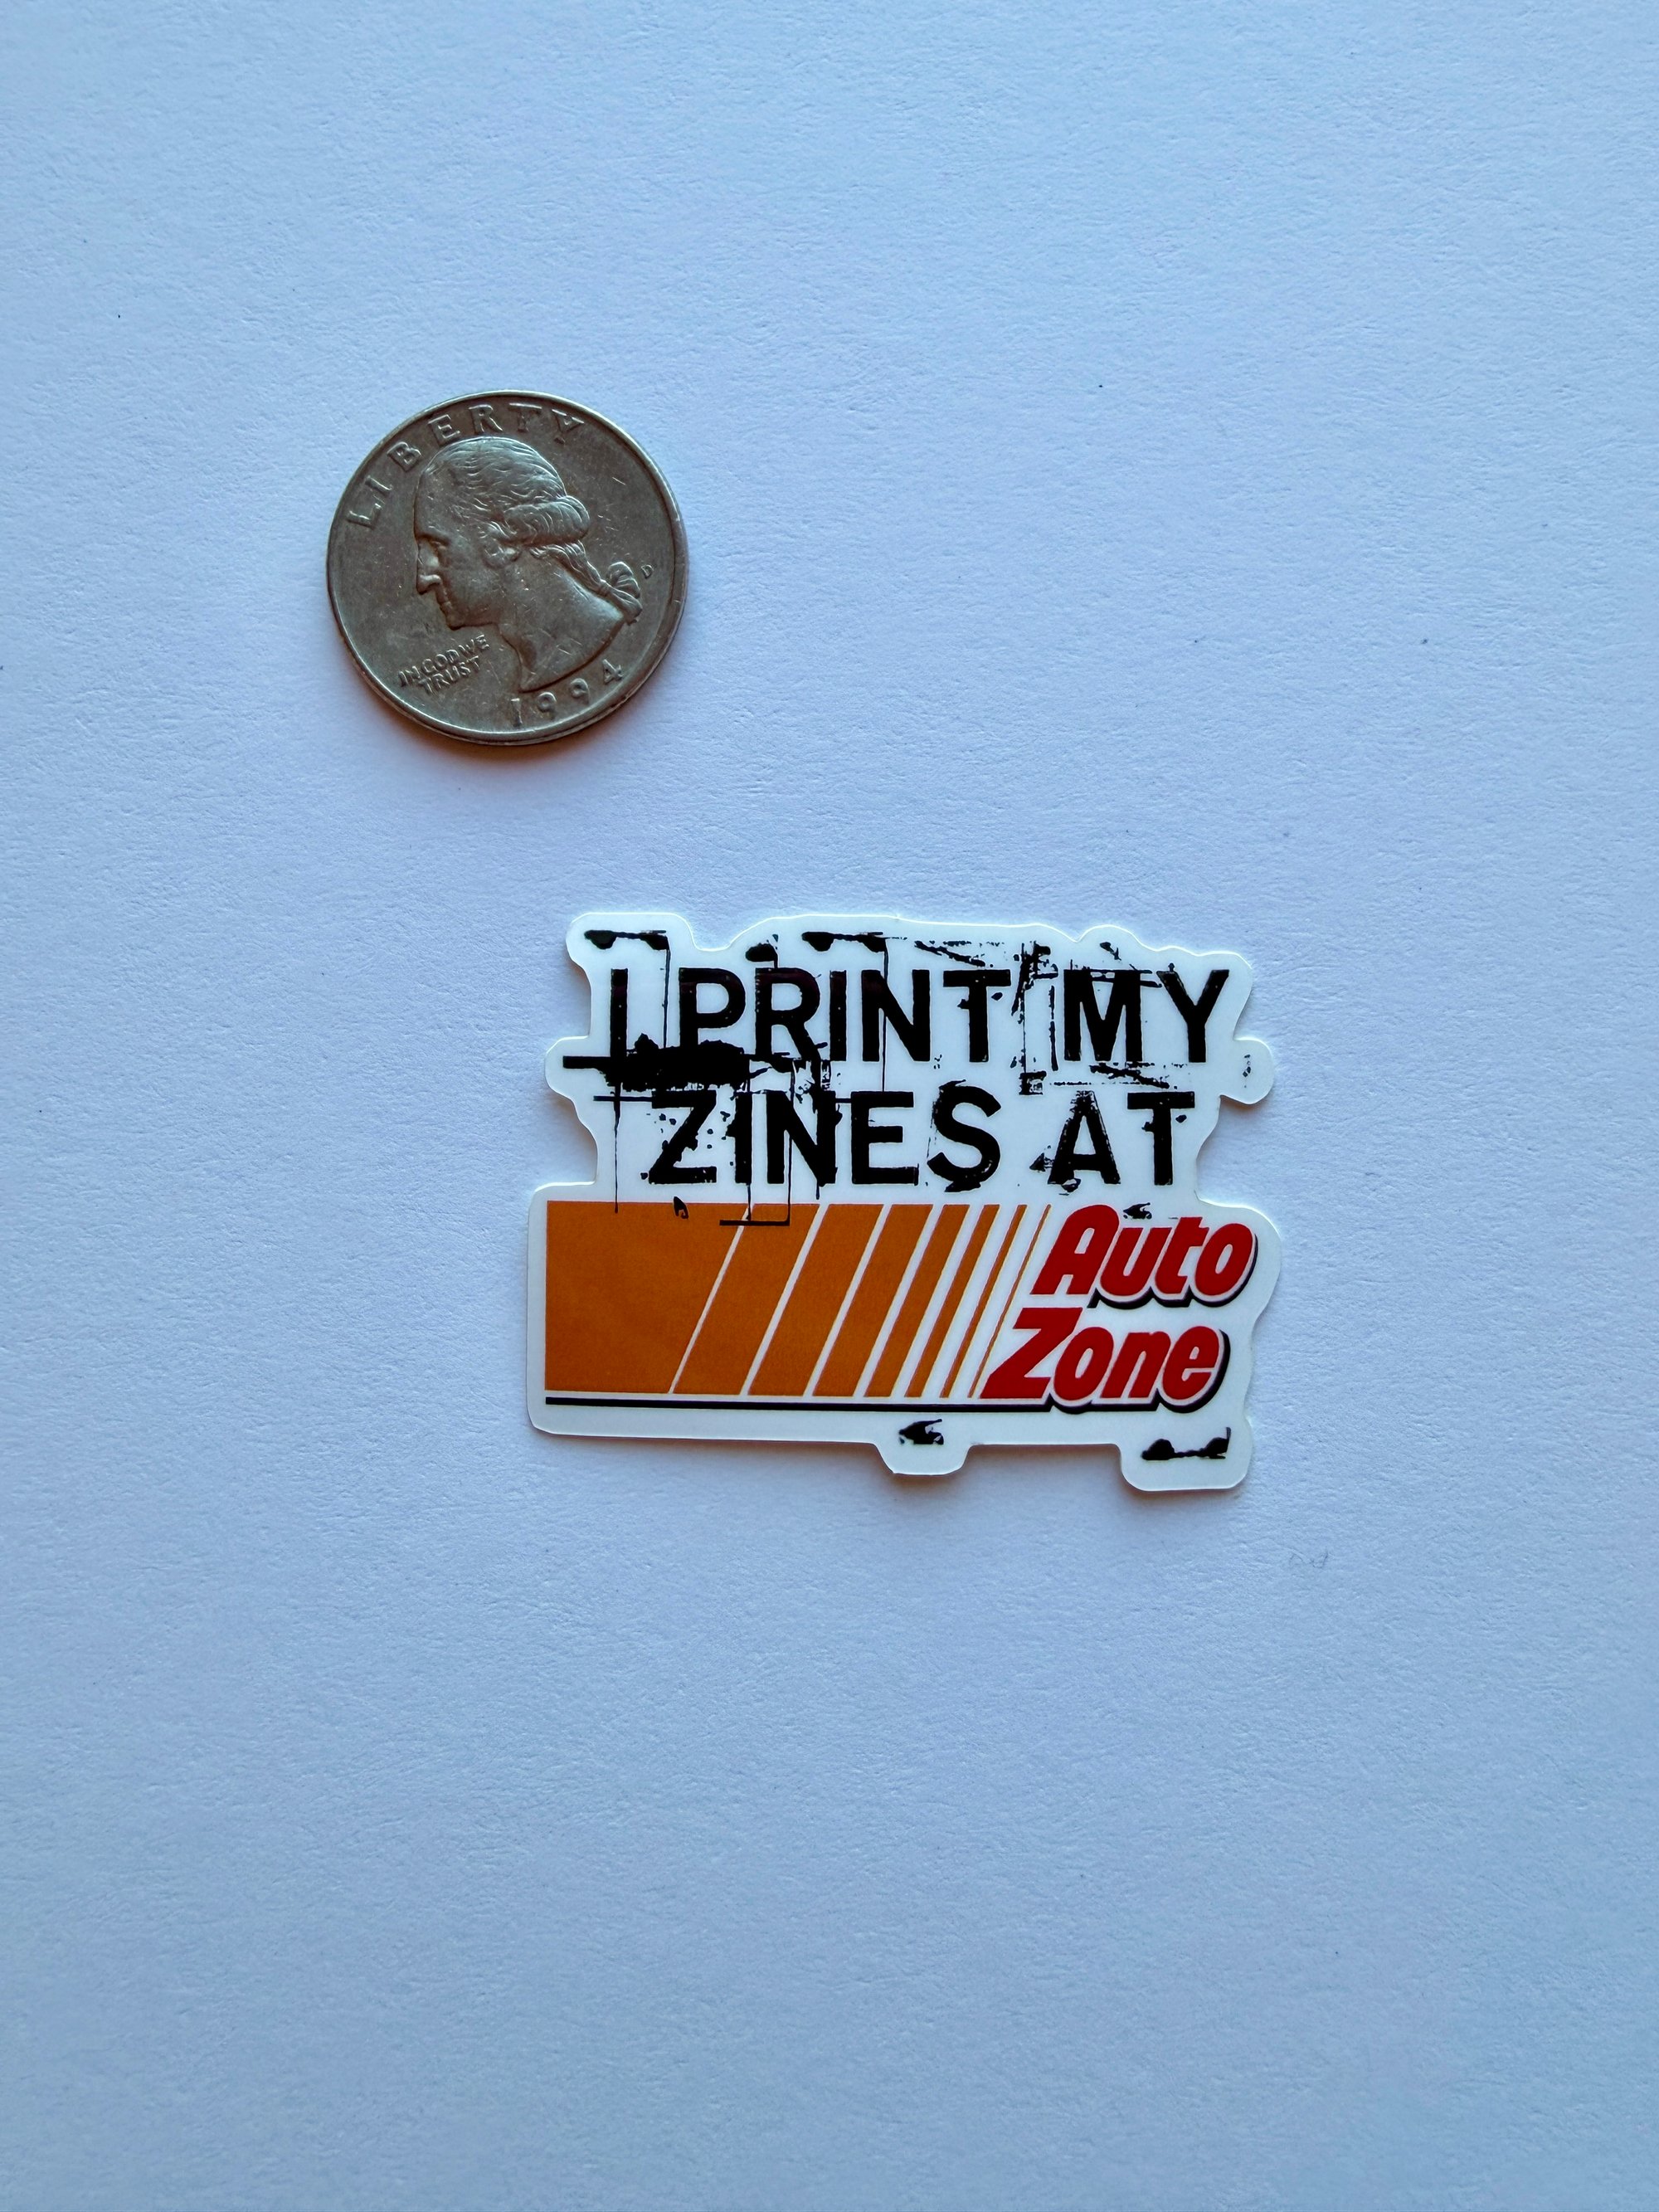 LIBERTY
D
IN GOD WE
TRUST
1994
I PRINT MY
ZINES AT
Auto
Zone